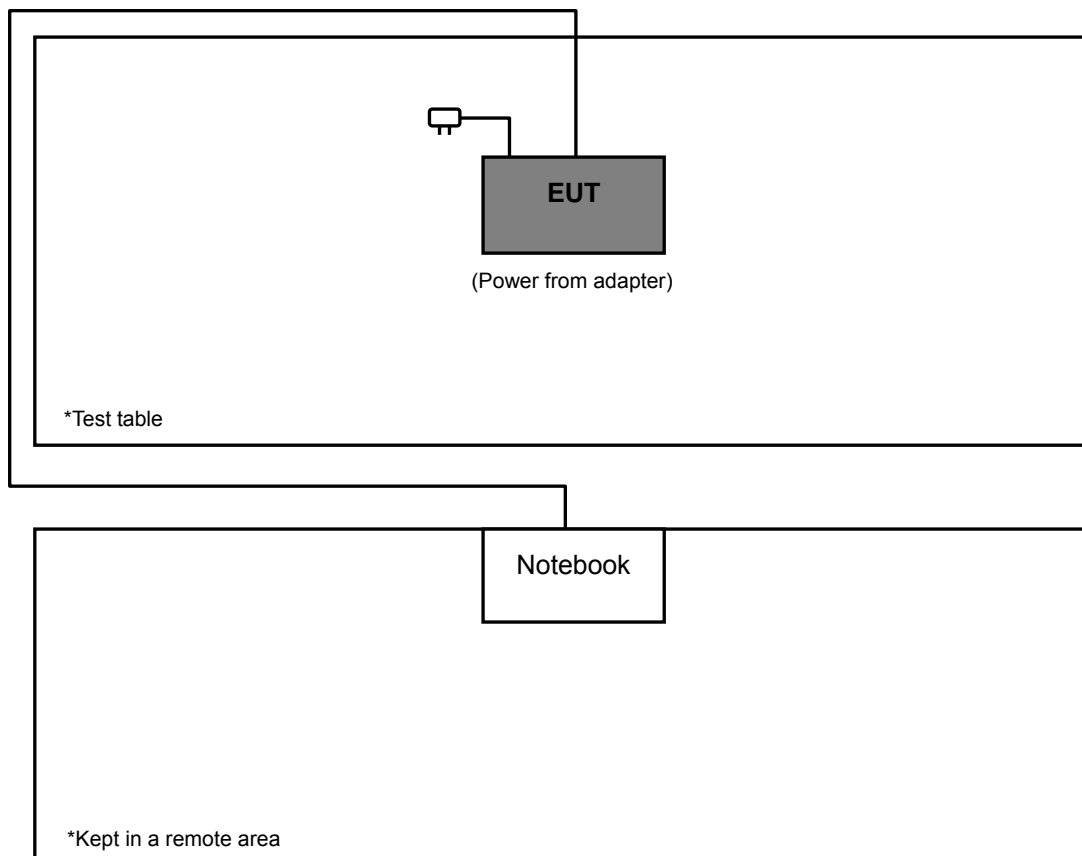 EUT
(Power from adapter)
*Test table
Notebook
*Kept in a remote area